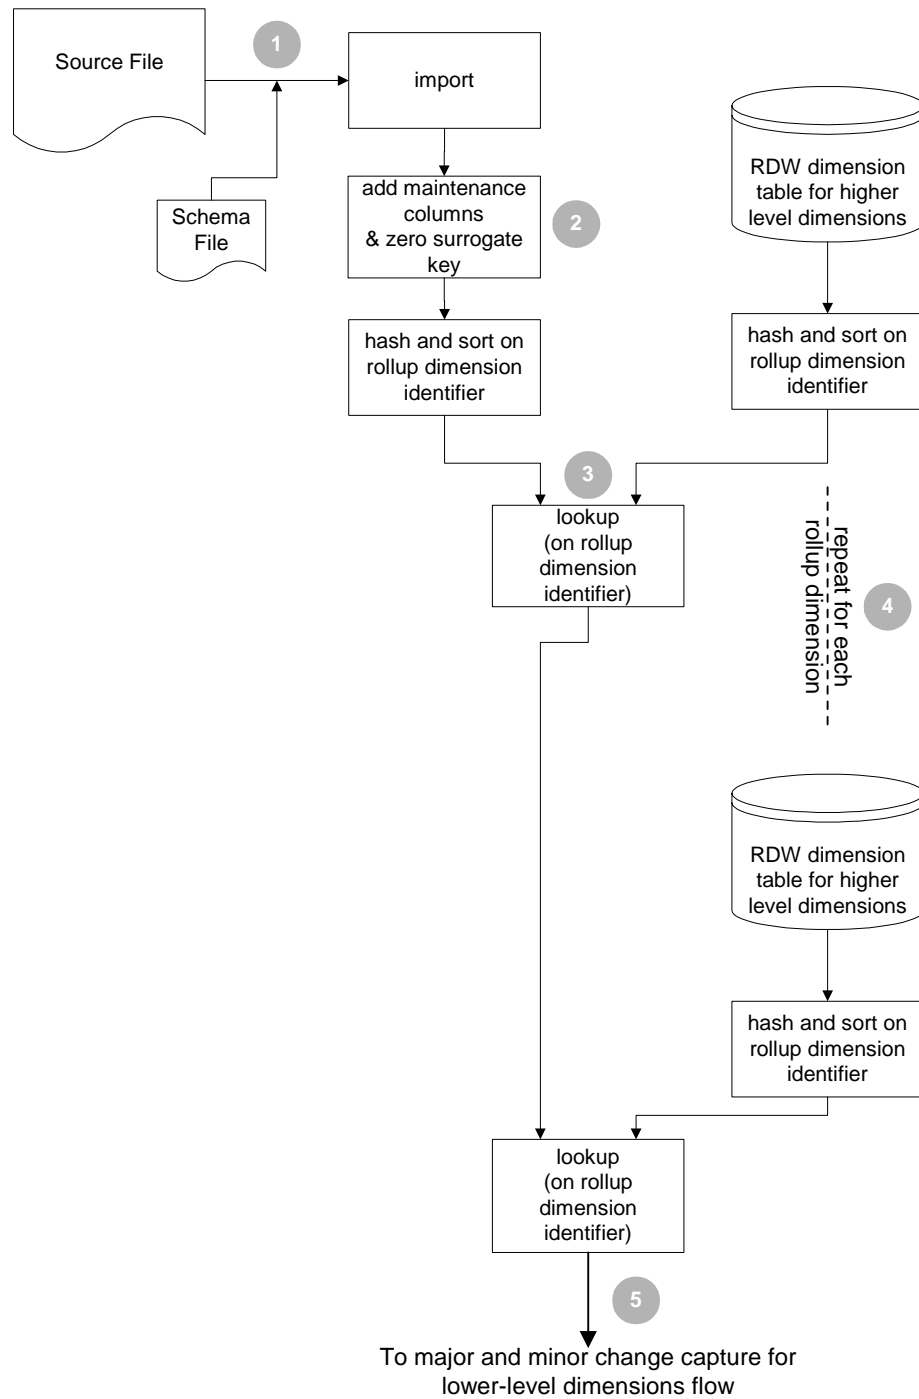 1
Source File
import
Schema
File
add maintenance
columns
& zero surrogate
key
2
RDW dimension
table for higher
level dimensions
hash and sort on
rollup dimension
identifier
hash and sort on
rollup dimension
identifier
3
lookup
(on rollup
dimension
identifier)
repeat for each
rollup dimension
4
RDW dimension
table for higher
level dimensions
hash and sort on
rollup dimension
identifier
lookup
(on rollup
dimension
identifier)
5
To major and minor change capture for
lower-level dimensions flow